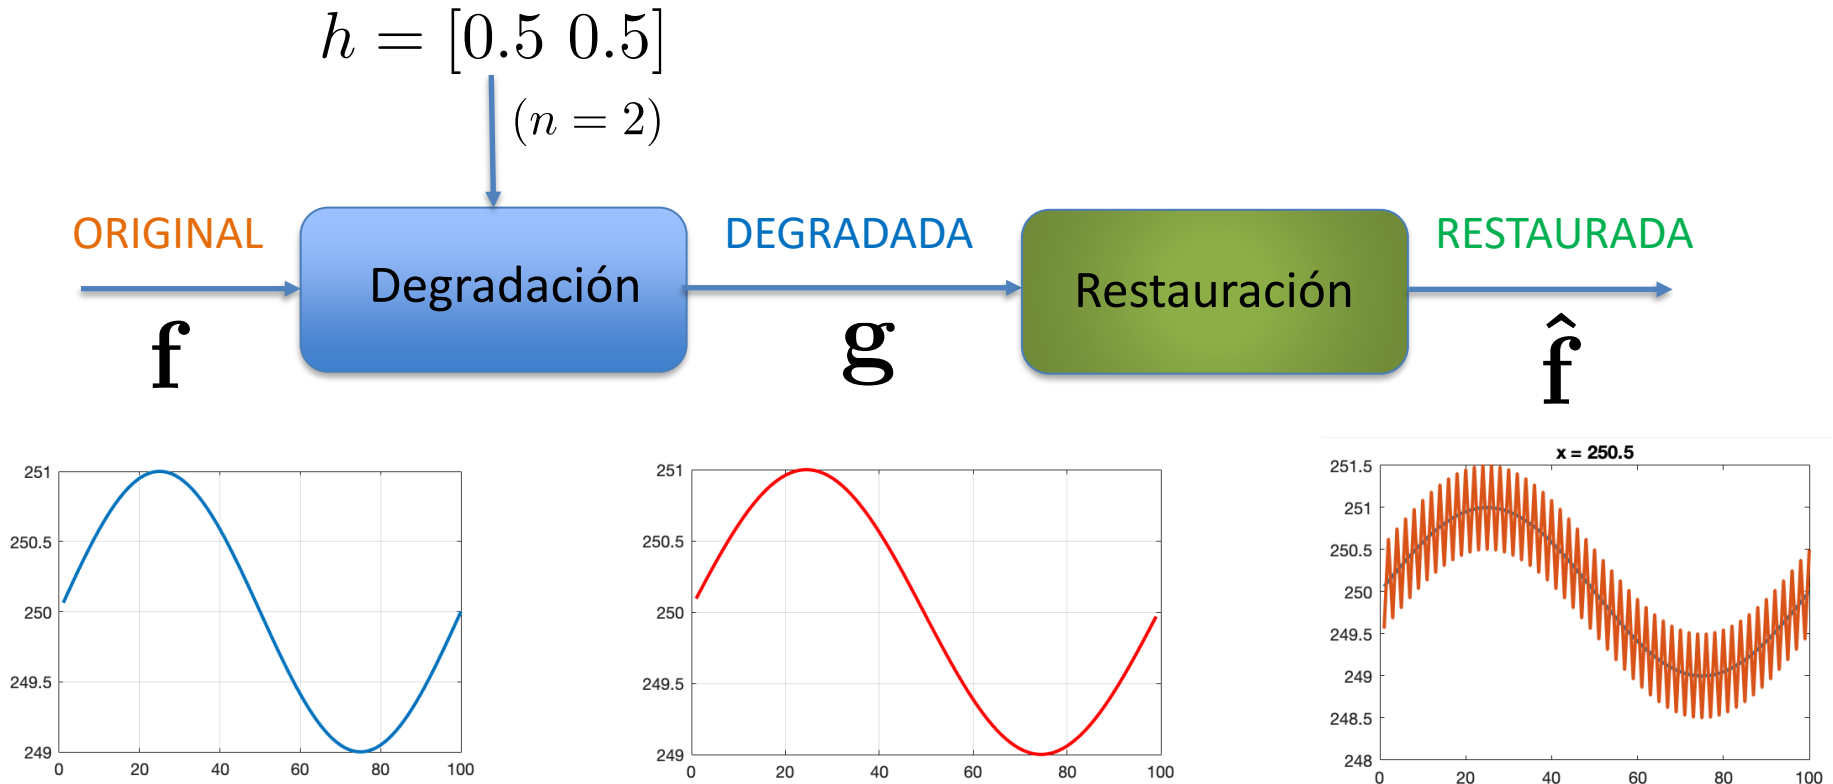 h = [0.5 0.5]
(n = 2)
ORIGINAL
DEGRADADA
RESTAURADA
Degradación
Restauración
f
g
f̂
251
250.5
250
249.5
249
0 20 40 60 80 100
251
250.5
250
249.5
249
0 20 40 60 80 100
x = 250.5
251.5
251
250.5
250
249.5
249
248.5
248
0 20 40 60 80 100